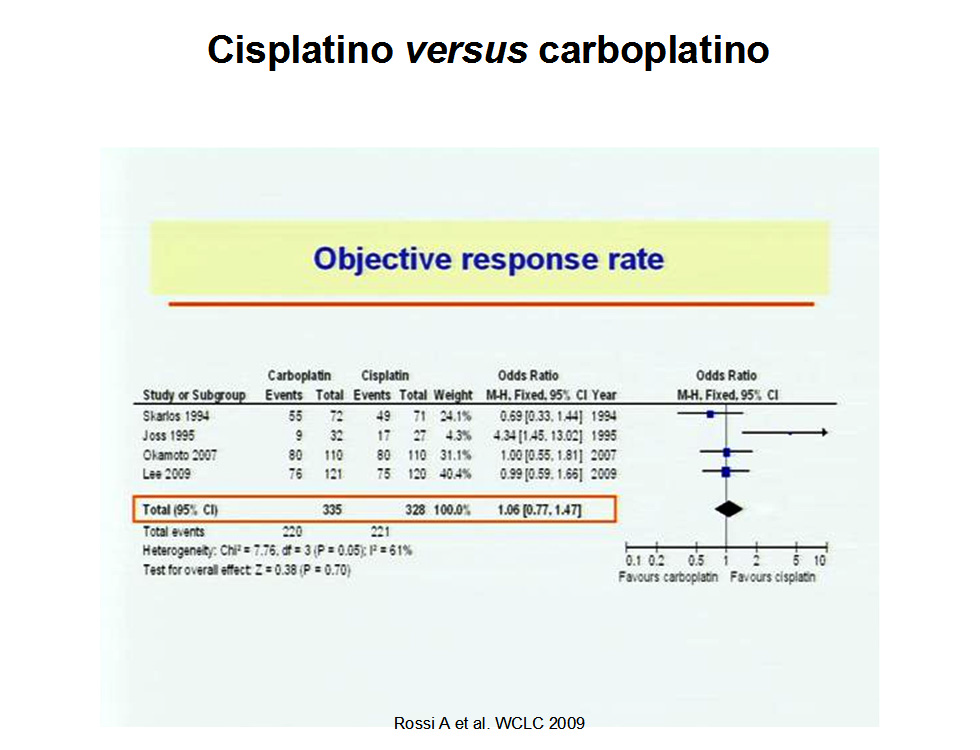 Cisplatino versus carboplatino
Objective response rate
Carboplatin Cisplatin Odds Ratio Odds Ratio
Study or Subgroup Events Total Events Total Weight M-H, Fixed, 95% CI Year M-H, Fixed, 95% CI
Skarlos 1994 55 72 49 71 24.1% 0.69 [0.33, 1.44] 1994
Joss 1995 9 32 17 27 4.3% 4.34 [1.45, 13.02] 1995
Okamoto 2007 80 110 80 110 31.1% 1.00 [0.55, 1.81] 2007
Lee 2009 76 121 75 120 40.4% 0.99 [0.59, 1.66] 2009
Total (95% CI) 335 328 100.0% 1.06 [0.77, 1.47]
Total events 220 221
Heterogeneity: Chi² = 7.76, df = 3 (P = 0.05); I² = 61%
Test for overall effect: Z = 0.38 (P = 0.70)
0.1 0.2 0.5 1 2 5 10
Favours carboplatin Favours cisplatin
Rossi A et al. WCLC 2009